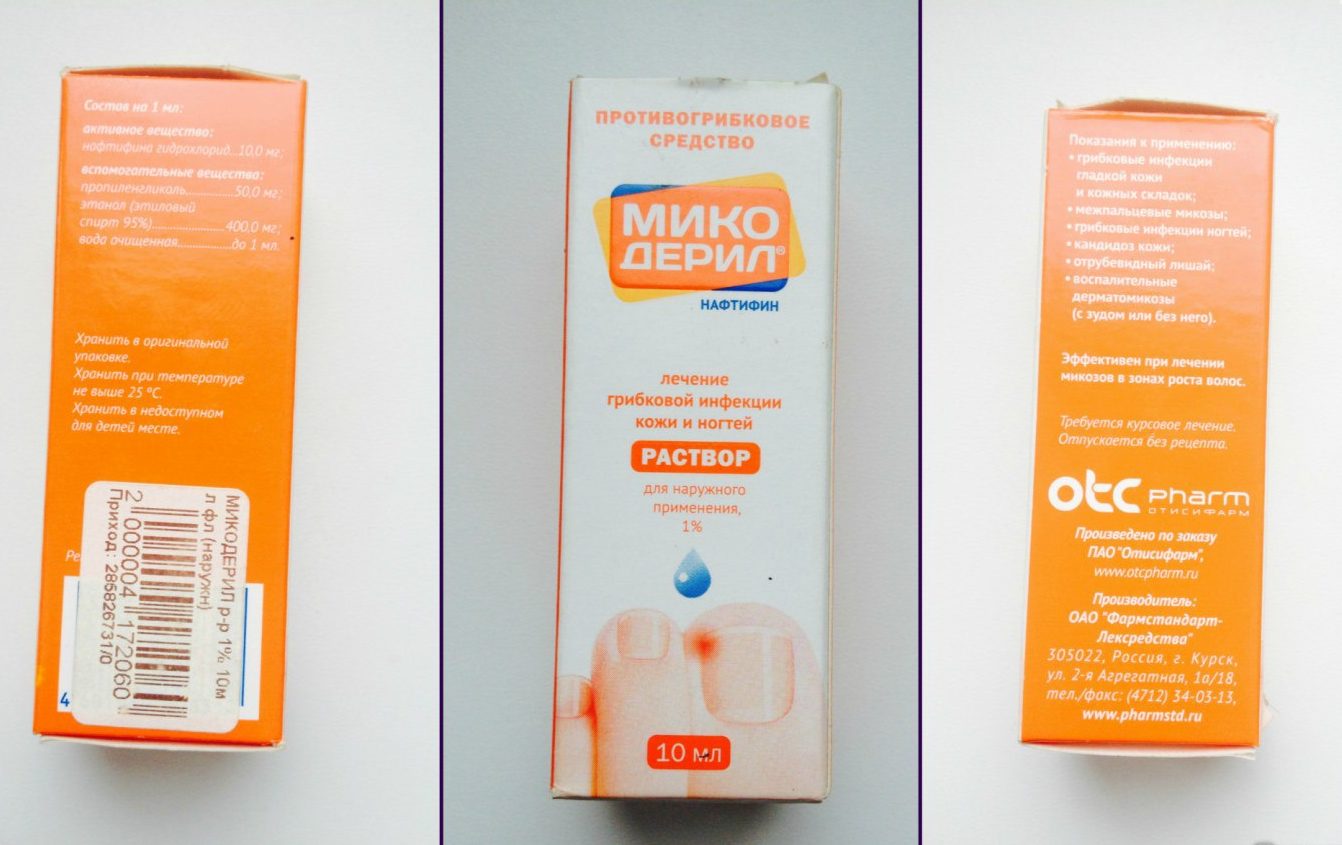 Состав на 1 мл:
активное вещество:
нафтифина гидрохлорид...10,0 мг;
вспомогательные вещества:
пропиленгликоль...............50,0 мг;
этанол (этиловый
спирт 95%).......................400,0 мг;
вода очищенная...................до 1 мл.
Хранить в оригинальной
упаковке.
Хранить при температуре
не выше 25 °С.
Хранить в недоступном
для детей месте.
МИКОДЕРИЛ р-р 1% 10м
л фл (наружн)
2 000004 172060
Приход: 285826731/0
4
ПРОТИВОГРИБКОВОЕ
СРЕДСТВО
МИКО
ДЕРИЛ®
НАФТИФИН
лечение
грибковой инфекции
кожи и ногтей
РАСТВОР
для наружного
применения,
1%
10 мл
Показания к применению:
• грибковые инфекции
гладкой кожи
и кожных складок;
• межпальцевые микозы;
• грибковые инфекции ногтей;
• кандидоз кожи;
• отрубевидный лишай;
• воспалительные
дерматомикозы
(с зудом или без него).
Эффективен при лечении
микозов в зонах роста волос.
Требуется курсовое лечение.
Отпускается без рецепта.
otc pharm
ОТИСИФАРМ
Произведено по заказу
ПАО "Отисифарм",
www.otcpharm.ru
Производитель:
ОАО "Фармстандарт-
Лексредства"
305022, Россия, г. Курск,
ул. 2-я Агрегатная, 1а/18,
тел./факс: (4712) 34-03-13,
www.pharmstd.ru